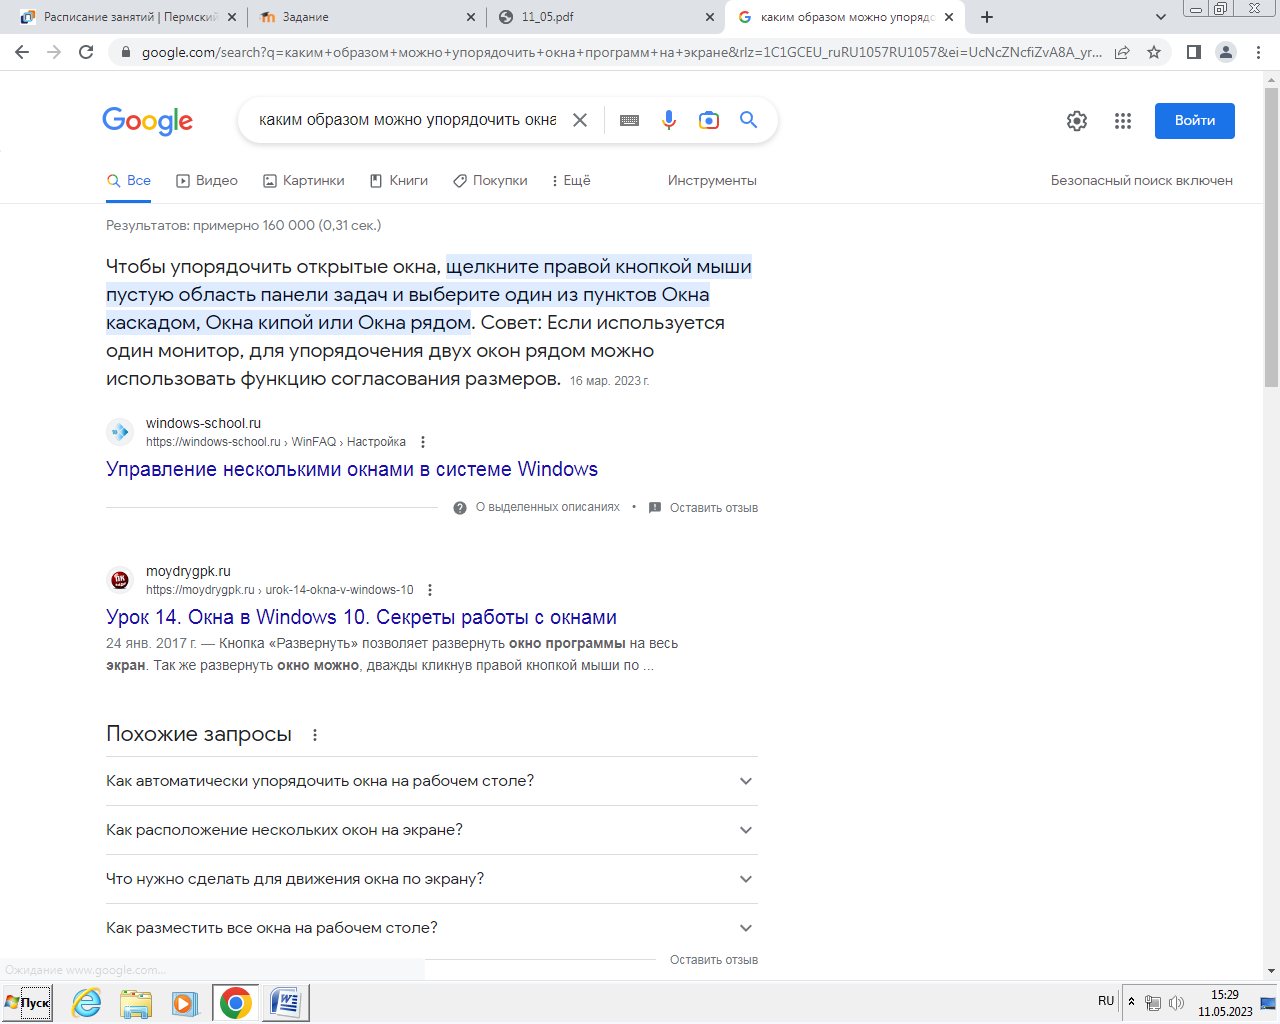 Расписание занятий | Пермский
Задание
11_05.pdf
каким образом можно упорядо
google.com/search?q=каким+образом+можно+упорядочить+окна+программ+на+экране&rlz=1C1GCEU_ruRU1057RU1057&ei=UcNcZNcfiZvA8A_yr...
Google
каким образом можно упорядочить окна
Войти
Все
Видео
Картинки
Книги
Покупки
Ещё
Инструменты
Безопасный поиск включен
Результатов: примерно 160 000 (0,31 сек.)
Чтобы упорядочить открытые окна, щелкните правой кнопкой мыши
пустую область панели задач и выберите один из пунктов Окна
каскадом, Окна кипой или Окна рядом. Совет: Если используется
один монитор, для упорядочения двух окон рядом можно
использовать функцию согласования размеров. 16 мар. 2023 г.
windows-school.ru
https://windows-school.ru › WinFAQ › Настройка
Управление несколькими окнами в системе Windows
О выделенных описаниях • Оставить отзыв
moydrygpk.ru
https://moydrygpk.ru › urok-14-okna-v-windows-10
Урок 14. Окна в Windows 10. Секреты работы с окнами
24 янв. 2017 г. — Кнопка «Развернуть» позволяет развернуть окно программы на весь
экран. Так же развернуть окно можно, дважды кликнув правой кнопкой мыши по ...
Похожие запросы
Как автоматически упорядочить окна на рабочем столе?
Как расположение нескольких окон на экране?
Что нужно сделать для движения окна по экрану?
Как разместить все окна на рабочем столе?
Оставить отзыв
Ожидание www.google.com...
Пуск
RU
15:29
11.05.2023